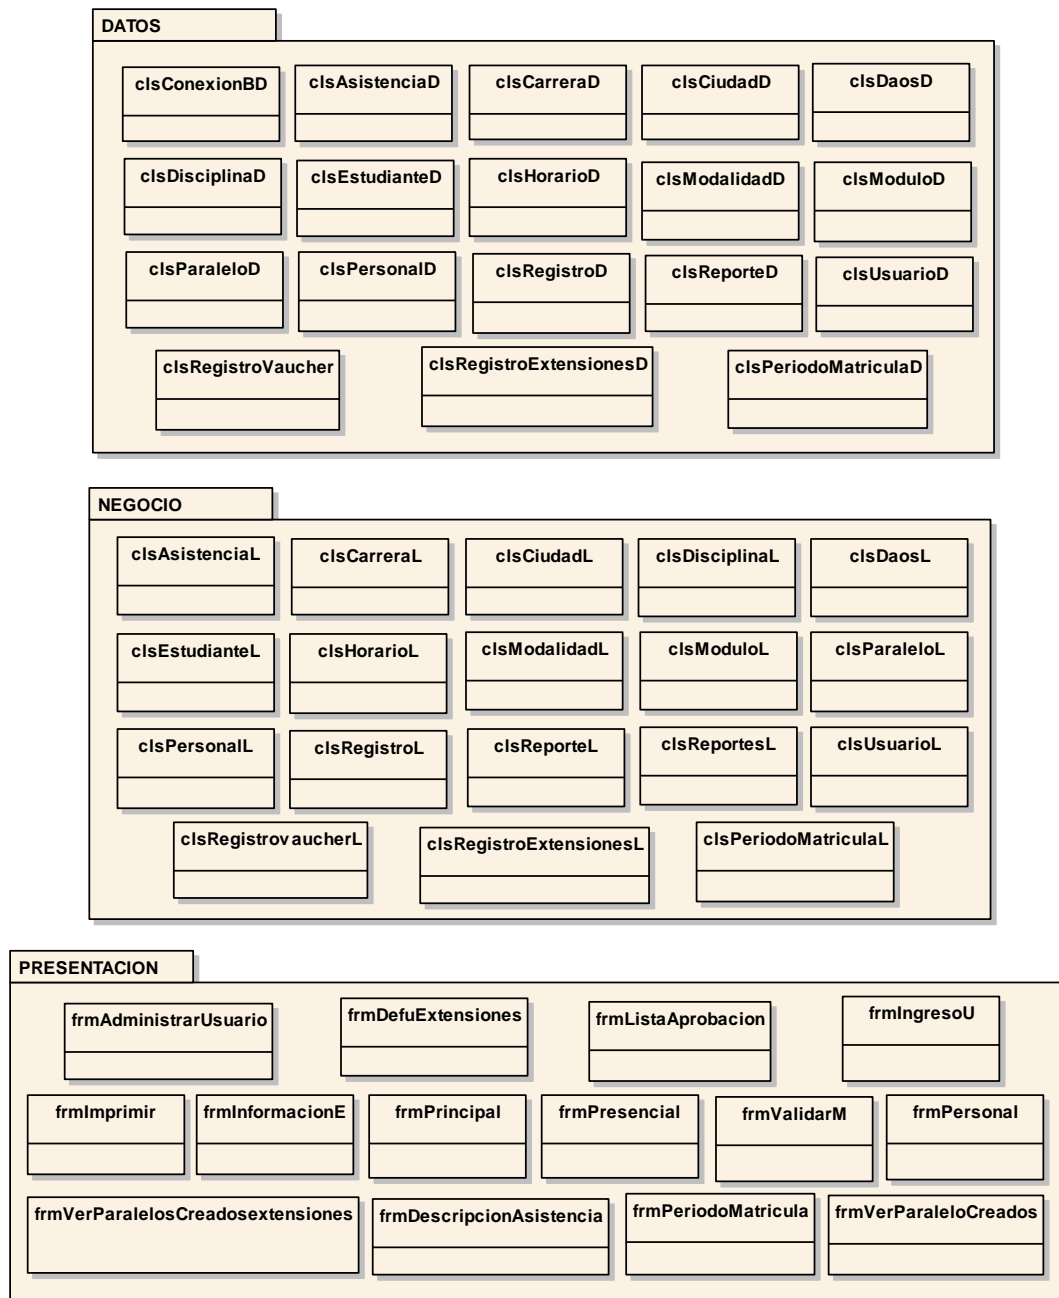 DATOS
clsConexionBD
clsAsistenciaD
clsCarreraD
clsCiudadD
clsDaosD
clsDisciplinaD
clsEstudianteD
clsHorarioD
clsModalidadD
clsModuloD
clsParaleloD
clsPersonalD
clsRegistroD
clsReporteD
clsUsuarioD
clsRegistroVaucher
clsRegistroExtensionesD
clsPeriodoMatriculaD
NEGOCIO
clsAsistenciaL
clsCarreraL
clsCiudadL
clsDisciplinaL
clsDaosL
clsEstudianteL
clsHorarioL
clsModalidadL
clsModuloL
clsParaleloL
clsPersonalL
clsRegistroL
clsReporteL
clsReportesL
clsUsuarioL
clsRegistrovaucherL
clsRegistroExtensionesL
clsPeriodoMatriculaL
PRESENTACION
frmAdministrarUsuario
frmDefuExtensiones
frmListaAprobacion
frmIngresoU
frmImprimir
frmInformacionE
frmPrincipal
frmPresencial
frmValidarM
frmPersonal
frmVerParalelosCreadosextensiones
frmDescripcionAsistencia
frmPeriodoMatricula
frmVerParaleloCreados